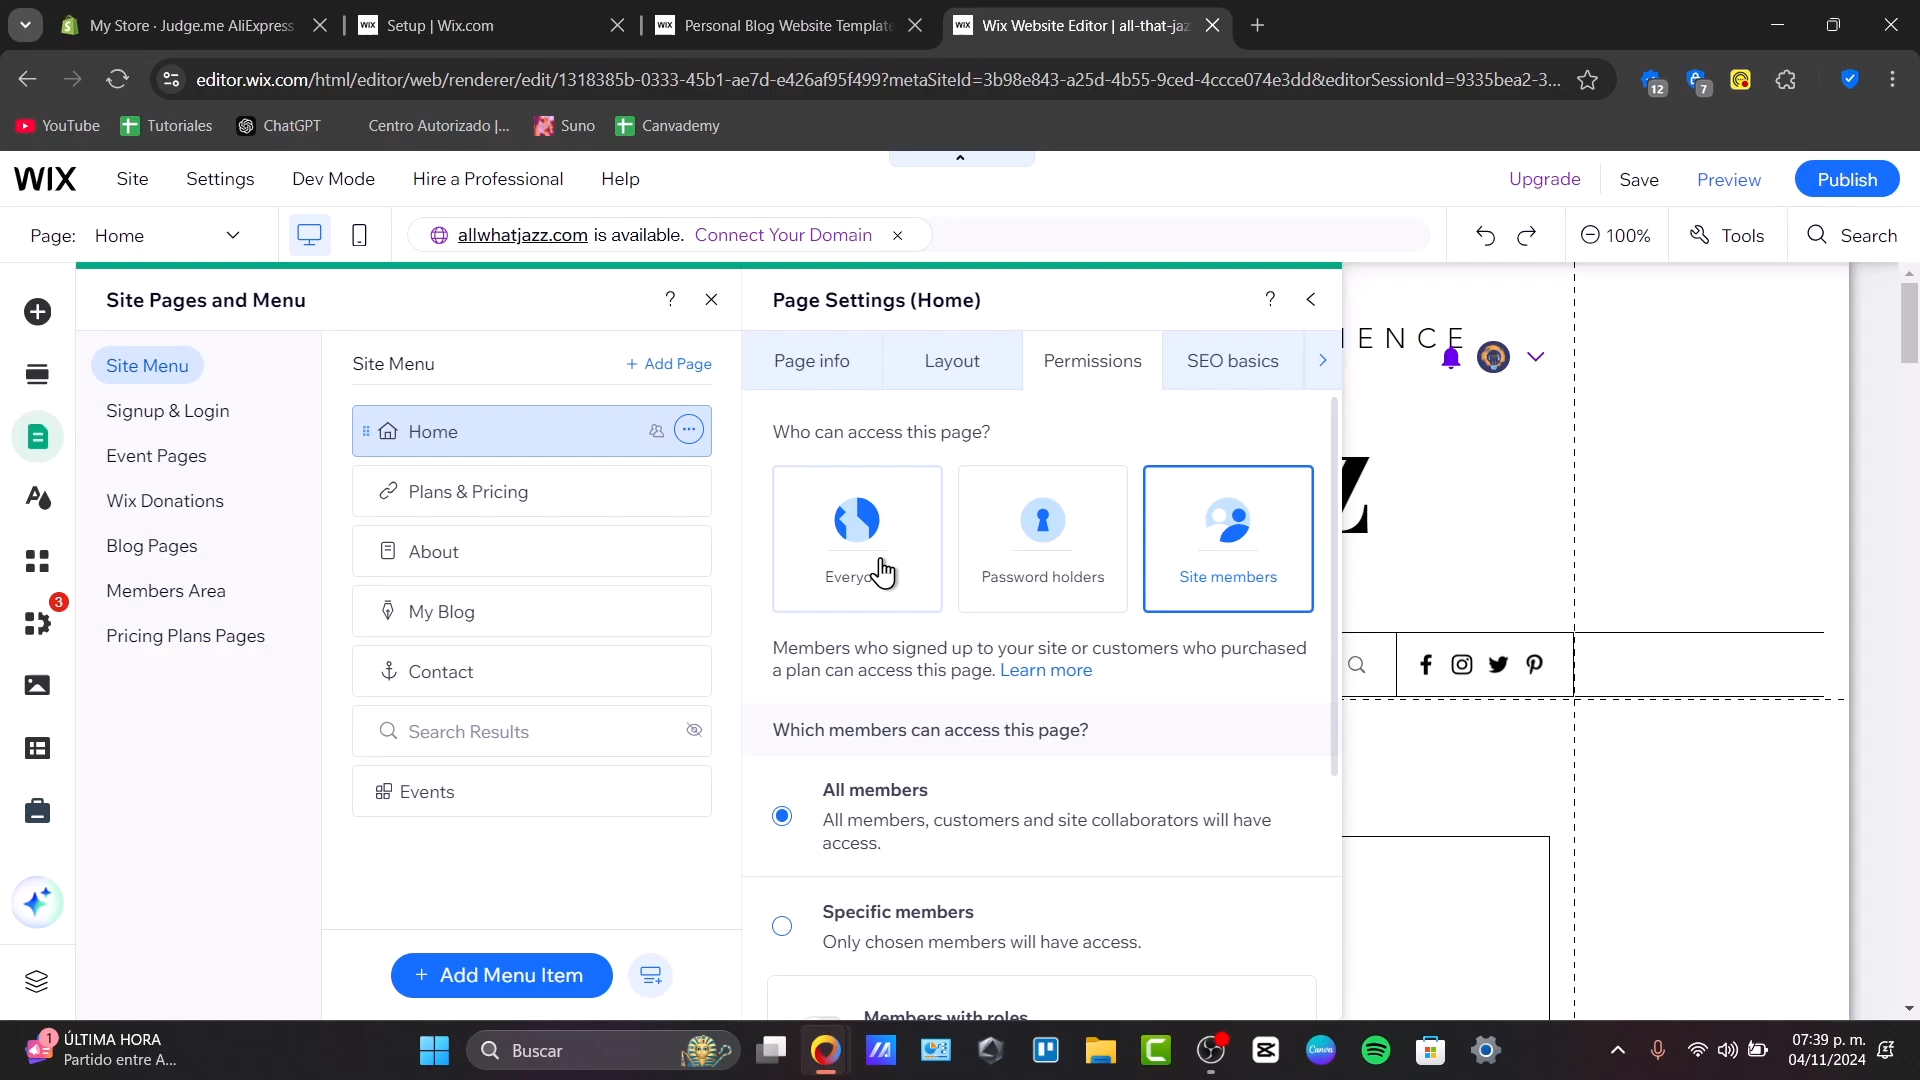 My Store · Judge.me AliExpress
WIX Setup | Wix.com
WIX Personal Blog Website Template
WIX Wix Website Editor | all-that-jaz
editor.wix.com/html/editor/web/renderer/edit/1318385b-0333-45b1-ae7d-e426af95f499?metaSiteId=3b98e843-a25d-4b55-9ced-4ccce074e3dd&editorSessionId=9335bea2-3...
12
7
YouTube
Tutoriales
ChatGPT
Centro Autorizado |...
Suno
Canvademy
WIX
Site
Settings
Dev Mode
Hire a Professional
Help
Upgrade
Save
Preview
Publish
Page: Home
allwhatjazz.com is available. Connect Your Domain
100%
Tools
Search
Site Pages and Menu
?
Page Settings (Home)
?
Site Menu
Signup & Login
Event Pages
Wix Donations
Blog Pages
Members Area
Pricing Plans Pages
3
Site Menu
+ Add Page
Home
Plans & Pricing
About
My Blog
Contact
Search Results
Events
+ Add Menu Item
Page info
Layout
Permissions
SEO basics
Who can access this page?
Password holders
Site members
Members who signed up to your site or customers who purchased
a plan can access this page. Learn more
Which members can access this page?
All members
All members, customers and site collaborators will have
access.
Specific members
Only chosen members will have access.
Members with roles
IENCE
Z
1
ÚLTIMA HORA
Partido entre A...
Buscar
Canva
07:39 p. m.
04/11/2024